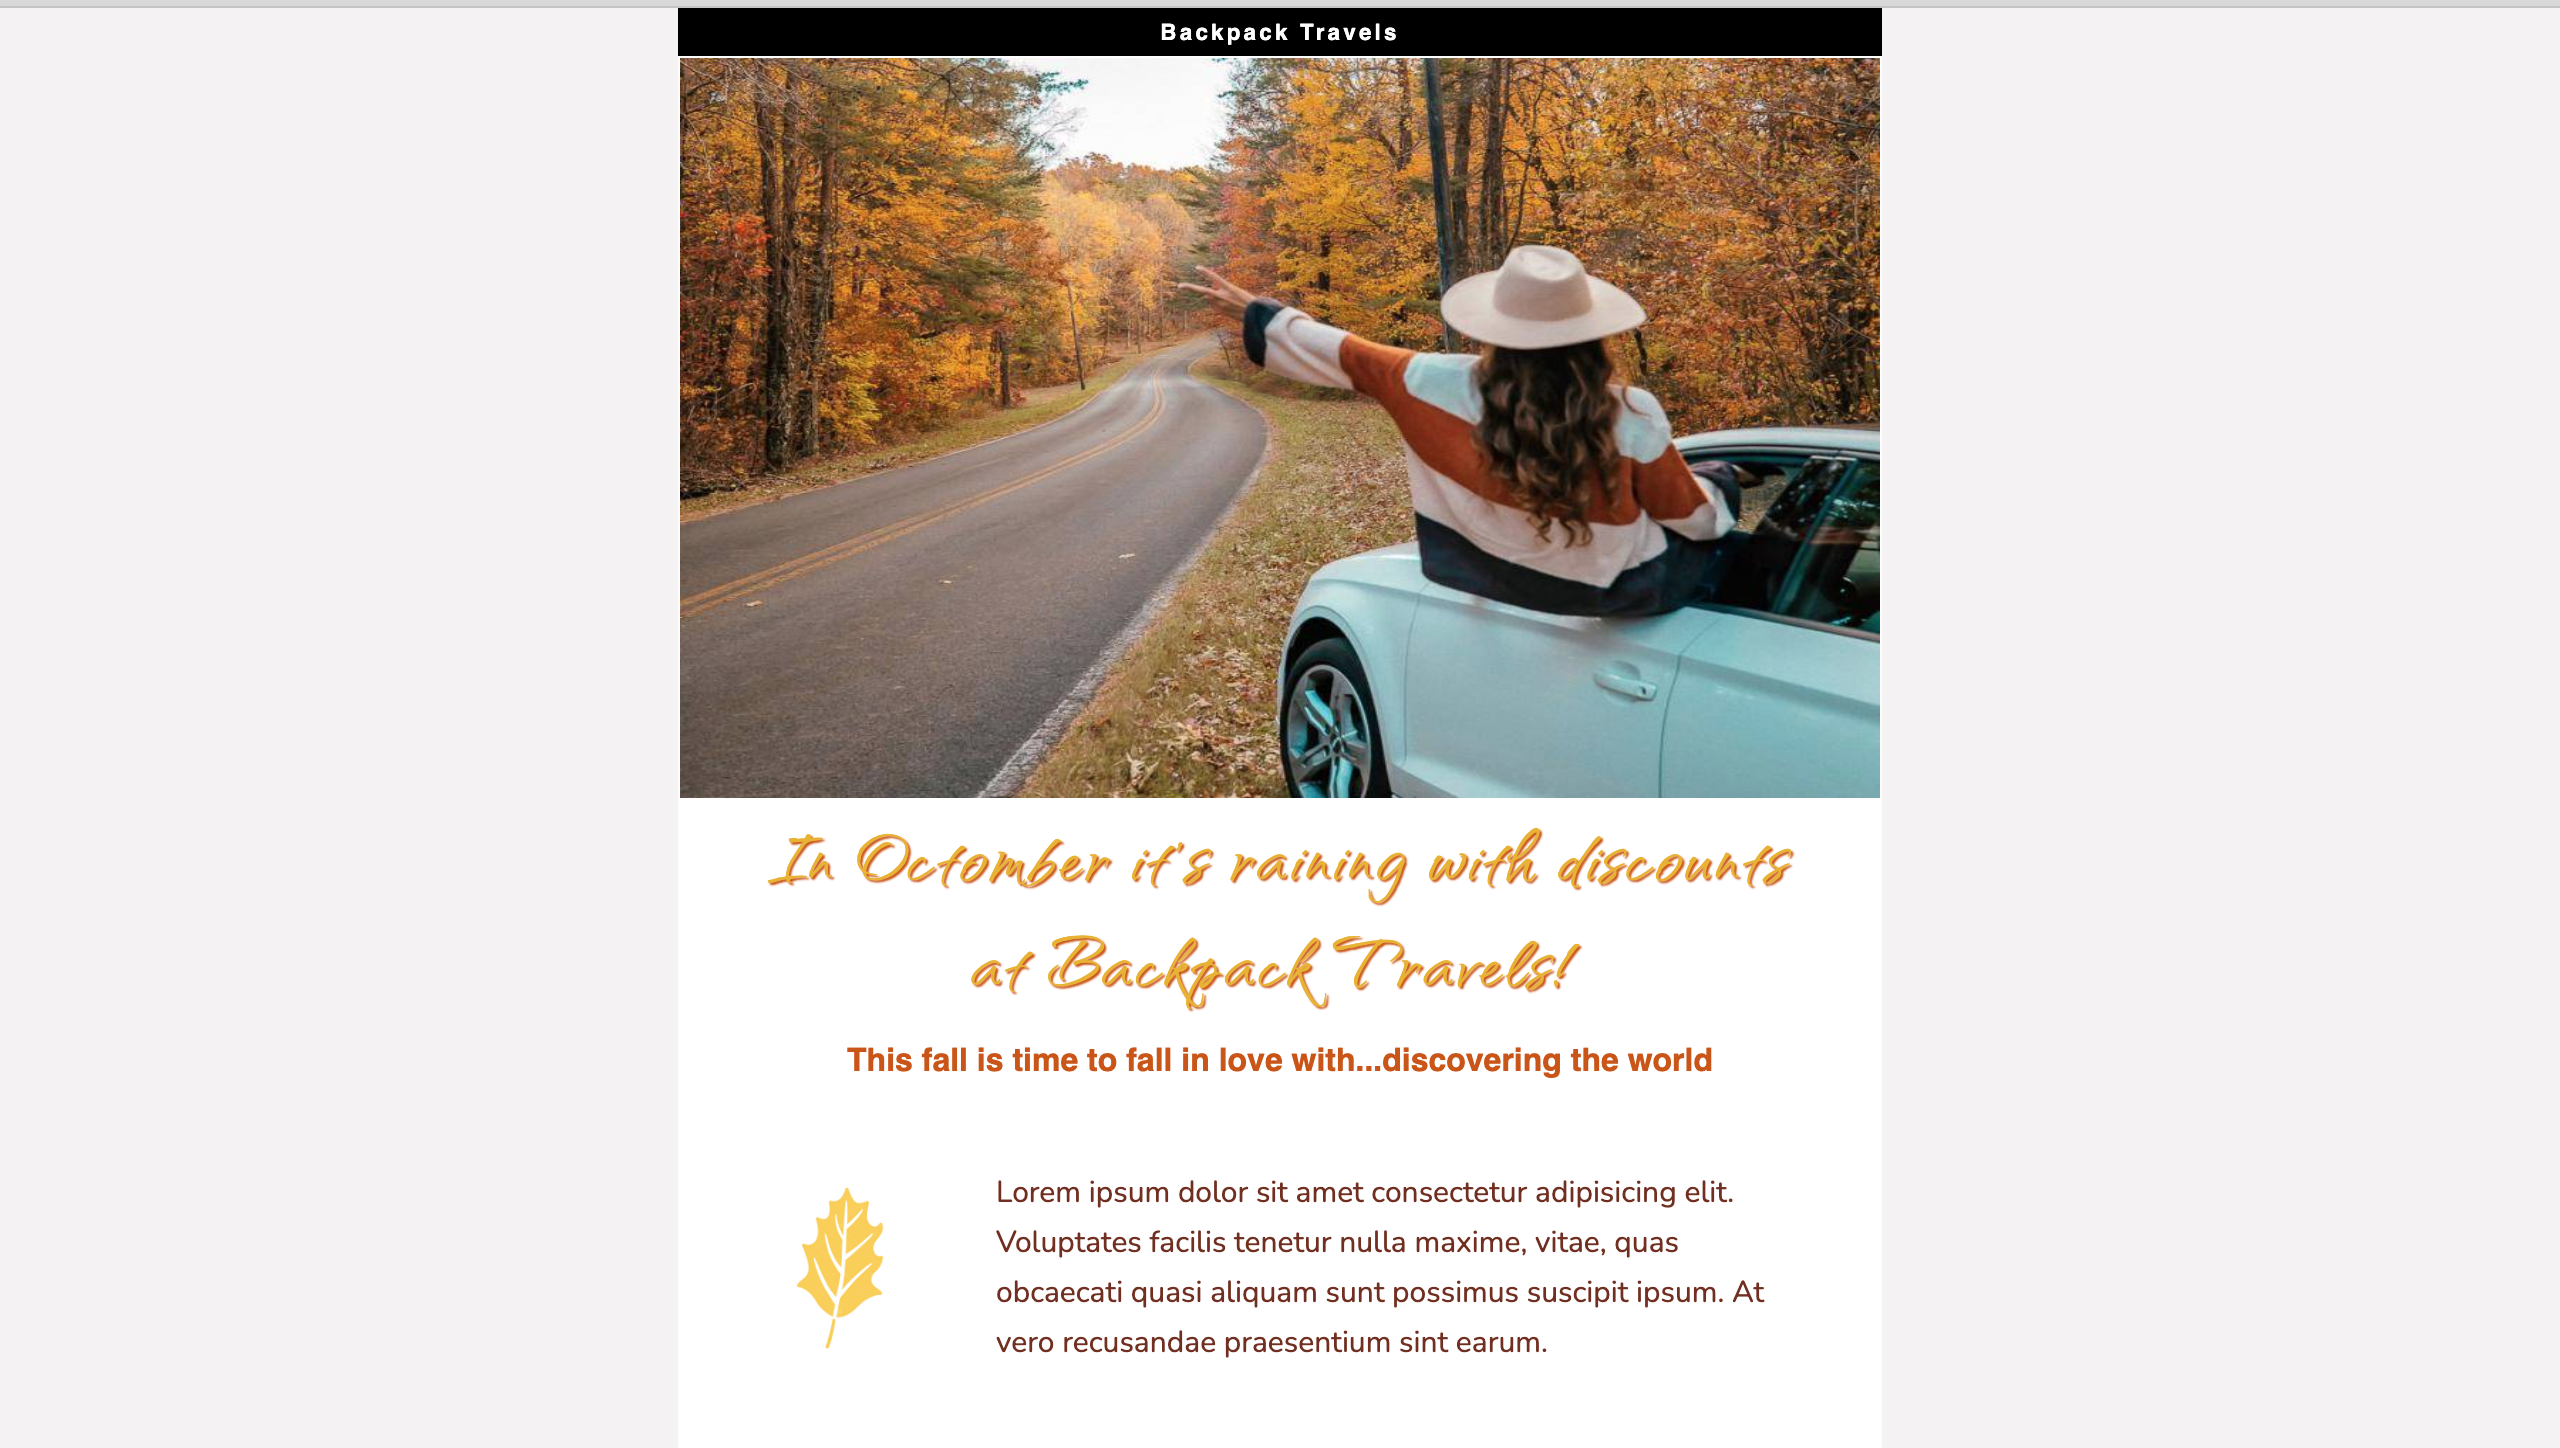 Backpack Travels
In Octomber it's raining with discounts
at Backpack Travels!
This fall is time to fall in love with...discovering the world
Lorem ipsum dolor sit amet consectetur adipisicing elit.
Voluptates facilis tenetur nulla maxime, vitae, quas
obcaecati quasi aliquam sunt possimus suscipit ipsum. At
vero recusandae praesentium sint earum.